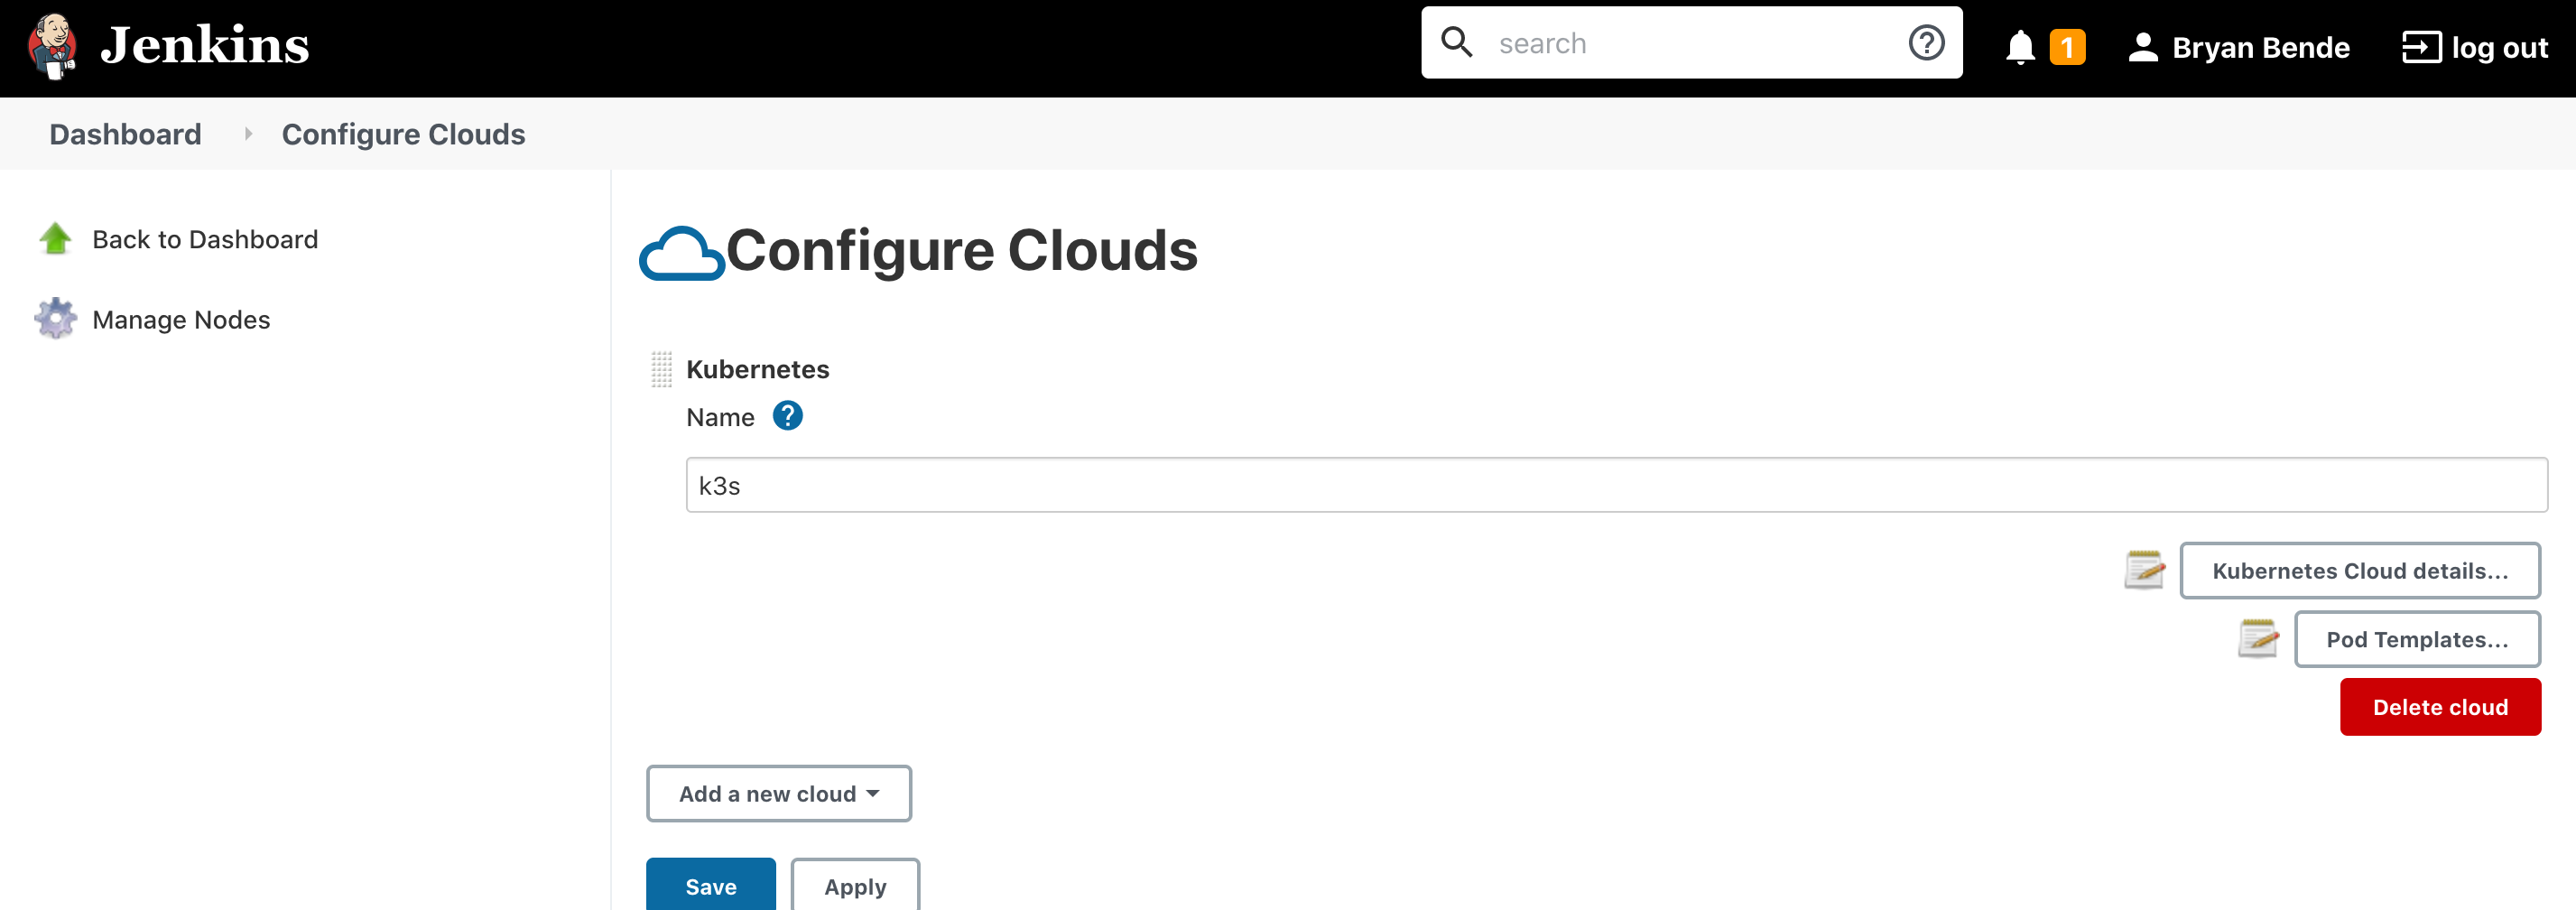 Jenkins
search
1
Bryan Bende
log out
Dashboard
Configure Clouds
Back to Dashboard
Manage Nodes
Configure Clouds
Kubernetes
Name ?
k3s
Kubernetes Cloud details...
Pod Templates...
Delete cloud
Add a new cloud
Save
Apply